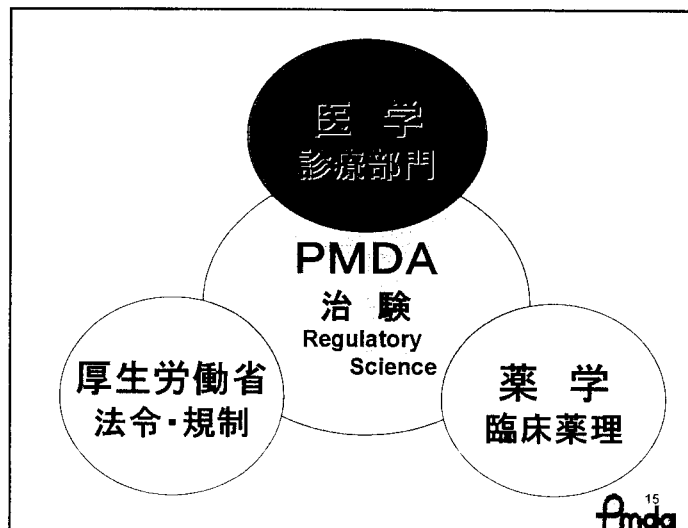 医 学
診療部門
PMDA
治 験
Regulatory
Science
厚生労働省
法令・規制
薬 学
臨床薬理
15
Pmda